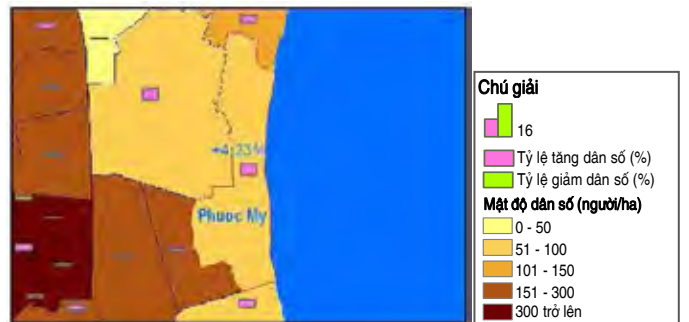 +4.23%
Phuoc My
Chú giải
16
Tỷ lệ tăng dân số (%)
Tỷ lệ giảm dân số (%)
Mật độ dân số (người/ha)
0 - 50
51 - 100
101 - 150
151 - 300
300 trở lên